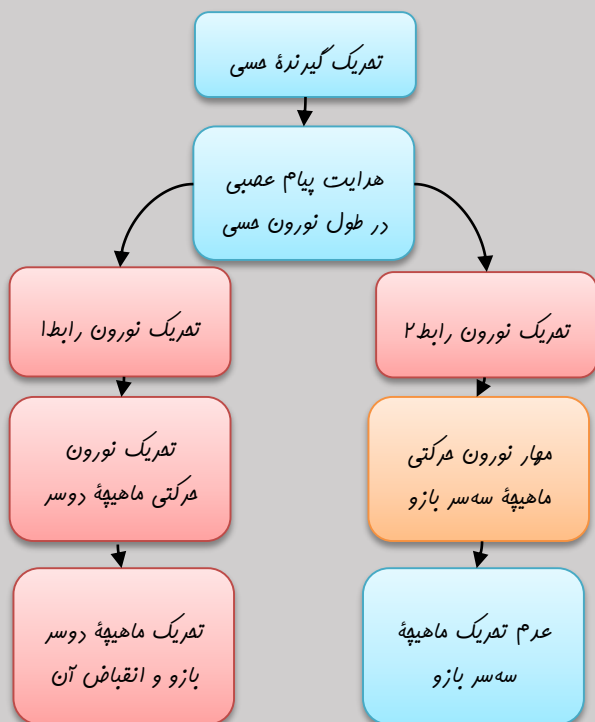 تحریک گیرندهٔ حسی
هدایت پیام عصبی
در طول نورون حسی
تحریک نورون رابط۲
تحریک نورون رابط۱
مهار نورون حرکتی
ماهیچهٔ سه‌سر بازو
تحریک نورون
حرکتی ماهیچهٔ دوسر
عدم تحریک ماهیچهٔ
سه‌سر بازو
تحریک ماهیچهٔ دوسر
بازو و انقباض آن